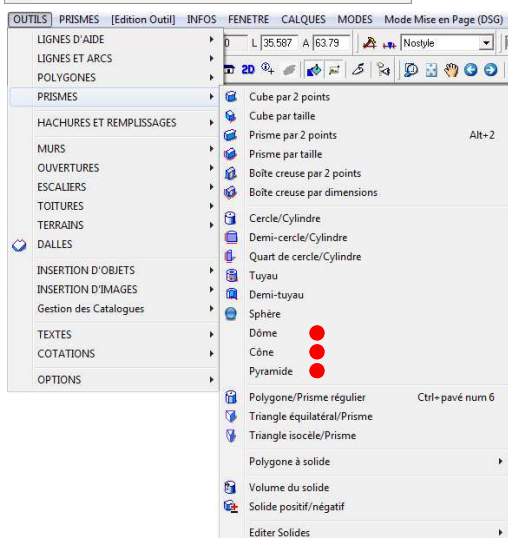 OUTILS PRISMES [Edition Outil] INFOS FENETRE CALQUES MODES Mode Mise en Page (DSG)
L 35.587 A 63.79 Nostyle
2D
LIGNES D'AIDE
LIGNES ET ARCS
POLYGONES
PRISMES
HACHURES ET REMPLISSAGES
MURS
OUVERTURES
ESCALIERS
TOITURES
TERRAINS
DALLES
INSERTION D'OBJETS
INSERTION D'IMAGES
Gestion des Catalogues
TEXTES
COTATIONS
OPTIONS
Cube par 2 points
Cube par taille
Prisme par 2 points Alt+2
Prisme par taille
Boîte creuse par 2 points
Boîte creuse par dimensions
Cercle/Cylindre
Demi-cercle/Cylindre
Quart de cercle/Cylindre
Tuyau
Demi-tuyau
Sphère
Dôme
Cône
Pyramide
Polygone/Prisme régulier Ctrl+pavé num 6
Triangle équilatéral/Prisme
Triangle isocèle/Prisme
Polygone à solide
Volume du solide
Solide positif/négatif
Editer Solides